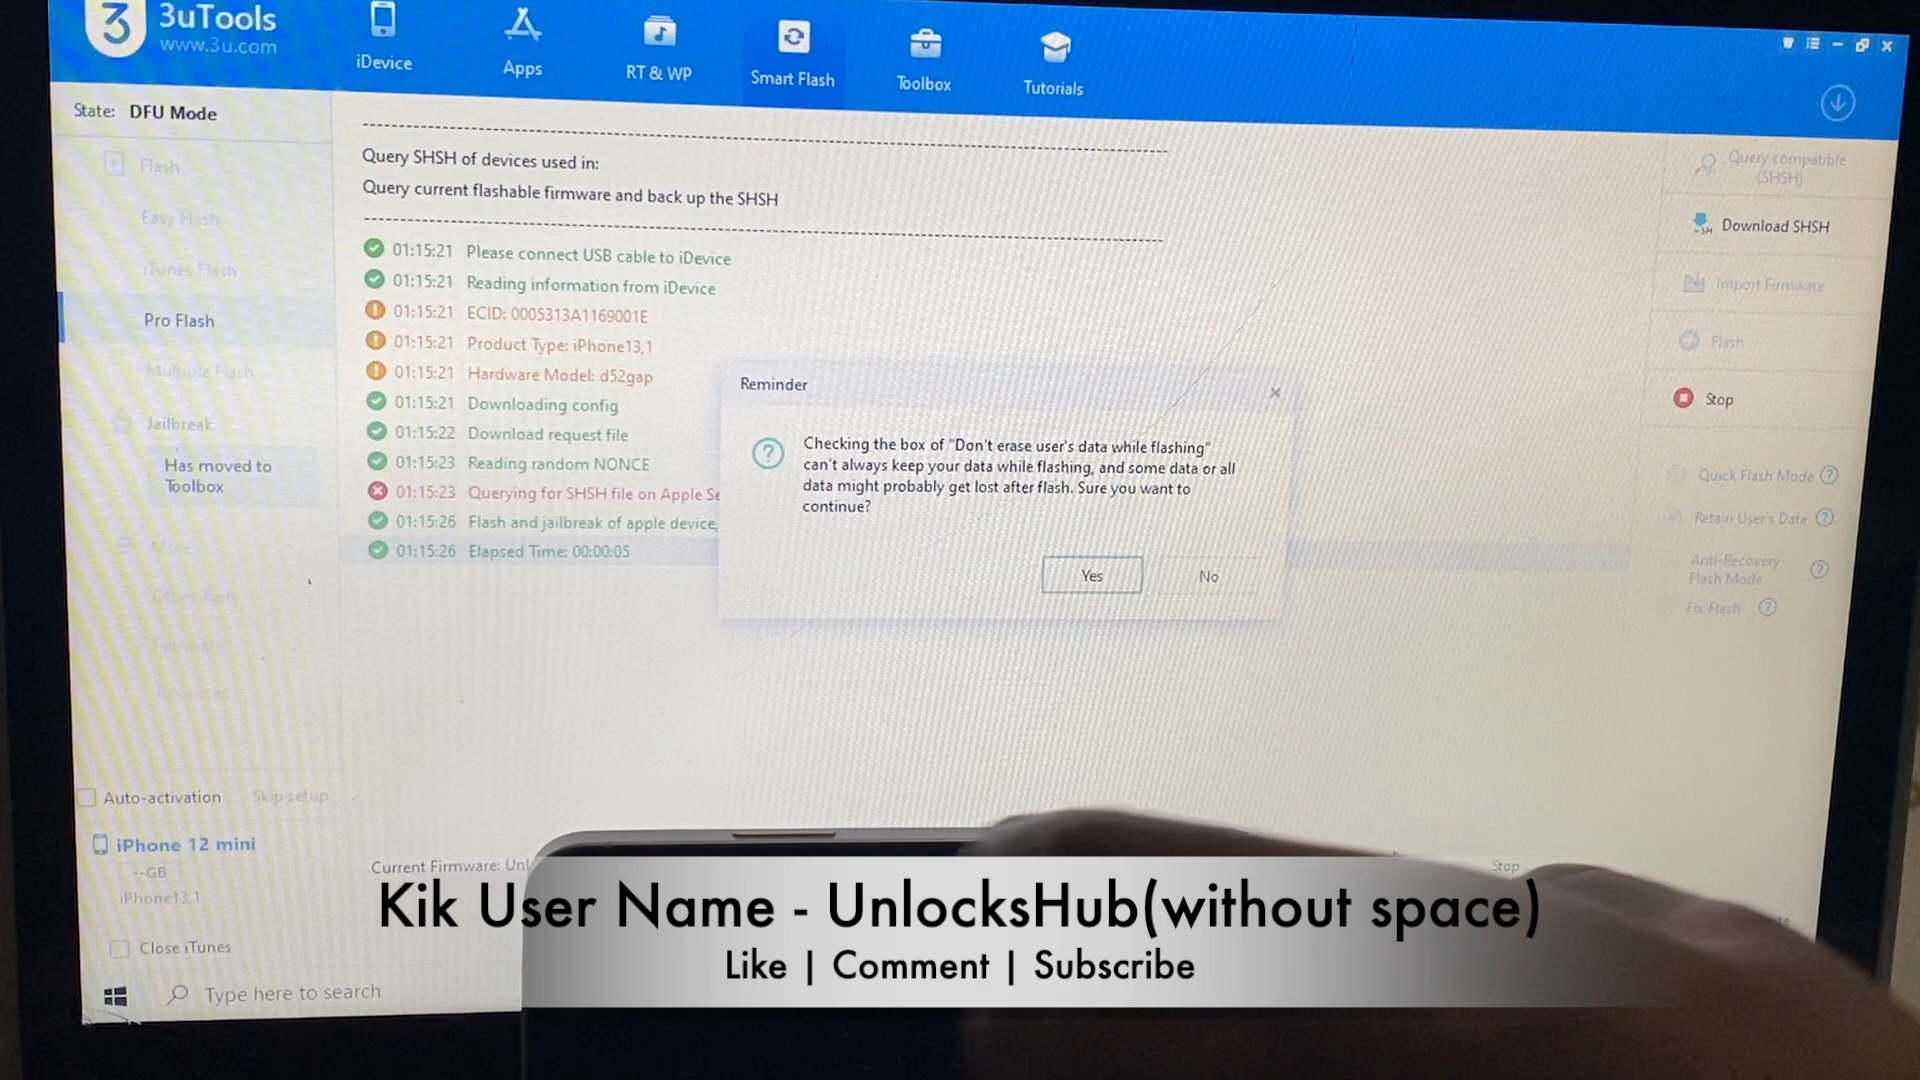 3 3uTools
www.3u.com
iDevice
Apps
RT & WP
Smart Flash
Toolbox
Tutorials
State: DFU Mode
Flash
Easy Flash
iTunes Flash
Pro Flash
Multiple Flash
Jailbreak
Has moved to
Toolbox
More
Query SHSH of devices used in:
Query current flashable firmware and back up the SHSH
01:15:21 Please connect USB cable to iDevice
01:15:21 Reading information from iDevice
01:15:21 ECID: 0005313A1169001E
01:15:21 Product Type: iPhone13,1
01:15:21 Hardware Model: d52gap
01:15:21 Downloading config
01:15:22 Download request file
01:15:23 Reading random NONCE
01:15:23 Querying for SHSH file on Apple Se
01:15:26 Flash and jailbreak of apple device,
01:15:26 Elapsed Time: 00:00:05
Reminder
Checking the box of "Don't erase user's data while flashing"
can't always keep your data while flashing, and some data or all
data might probably get lost after flash. Sure you want to
continue?
Yes
No
Query compatible
(SHSH)
Download SHSH
Import Firmware
Flash
Stop
Quick Flash Mode
Retain User's Data
Anti-Recovery
Flash Mode
Fix Flash
Auto-activation
Skip setup
iPhone 12 mini
--GB
iPhone13,1
Close iTunes
Current Firmware: Unl
Stop
Type here to search
Kik User Name - UnlocksHub(without space)
Like | Comment | Subscribe